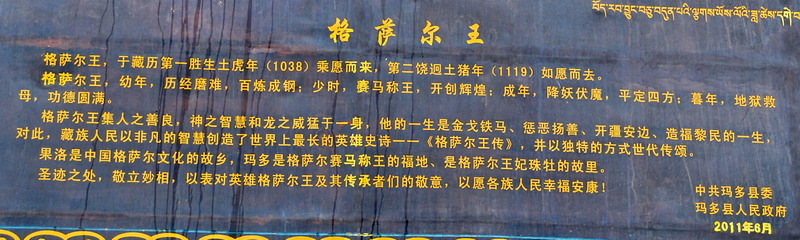 བོད་རབ་བྱུང་བཅུ་བདུན་པའི་ལྕགས་ཡོས་ལོའི་ཟླ་ཚེས་དགེ་བ
格萨尔王
格萨尔王，于藏历第一胜生土虎年（1038）乘愿而来，第二饶迥土猪年（1119）如愿而去。
格萨尔王，幼年，历经磨难，百炼成钢；少时，赛马称王，开创辉煌；成年，降妖伏魔，平定四方；暮年，地狱救
母，功德圆满。
格萨尔王集人之善良，神之智慧和龙之威猛于一身，他的一生是金戈铁马、惩恶扬善、开疆安边、造福黎民的一生，
对此，藏族人民以非凡的智慧创造了世界上最长的英雄史诗——《格萨尔王传》，并以独特的方式世代传颂。
果洛是中国格萨尔文化的故乡，玛多是格萨尔赛马称王的福地、是格萨尔王妃珠牡的故里。
圣迹之处，敬立妙相，以表对英雄格萨尔王及其传承者们的敬意，以愿各族人民幸福安康！
中共玛多县委
玛多县人民政府
2011年6月